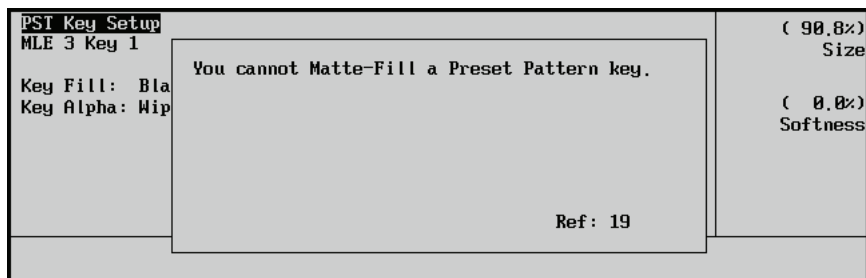 PST Key Setup
MLE 3 Key 1
Key Fill: Bla
Key Alpha: Wip
You cannot Matte-Fill a Preset Pattern key.
Ref: 19
( 90.8%)
Size
( 0.0%)
Softness